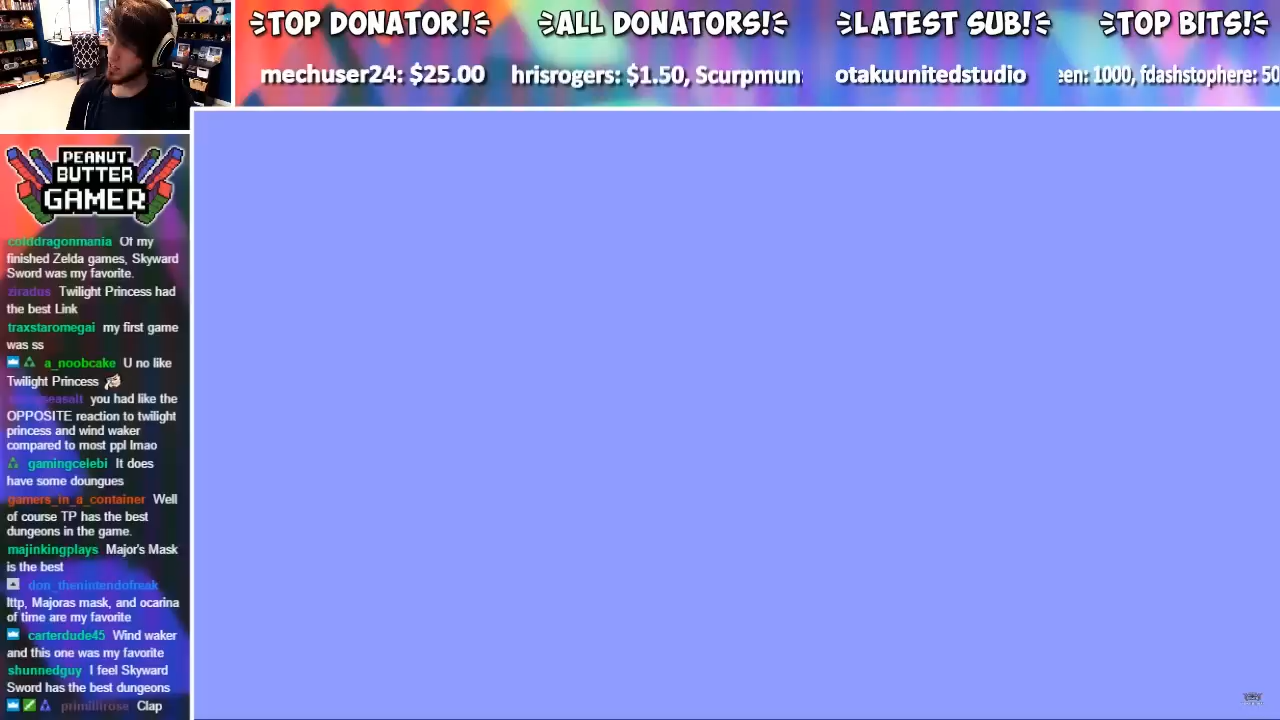 TOP DONATOR!
ALL DONATORS!
LATEST SUB!
TOP BITS!
mechuser24: $25.00
hrisrogers: $1.50, Scurpmun
otakuunitedstudio
een: 1000, fdashstophere: 50
PEANUT
BUTTER
GAMER
colddragonmania Of my
finished Zelda games, Skyward
Sword was my favorite.
ziradus Twilight Princess had
the best Link
traxstaromegai my first game
was ss
a_noobcake U no like
Twilight Princess
you had like the
OPPOSITE reaction to twilight
princess and wind waker
compared to most ppl lmao
gamingcelebi It does
have some doungues
gamers_in_a_container Well
of course TP has the best
dungeons in the game.
majinkingplays Major's Mask
is the best
don_thenintendofreak
lttp, Majoras mask, and ocarina
of time are my favorite
carterdude45 Wind waker
and this one was my favorite
shunnedguy I feel Skyward
Sword has the best dungeons
primillirose Clap